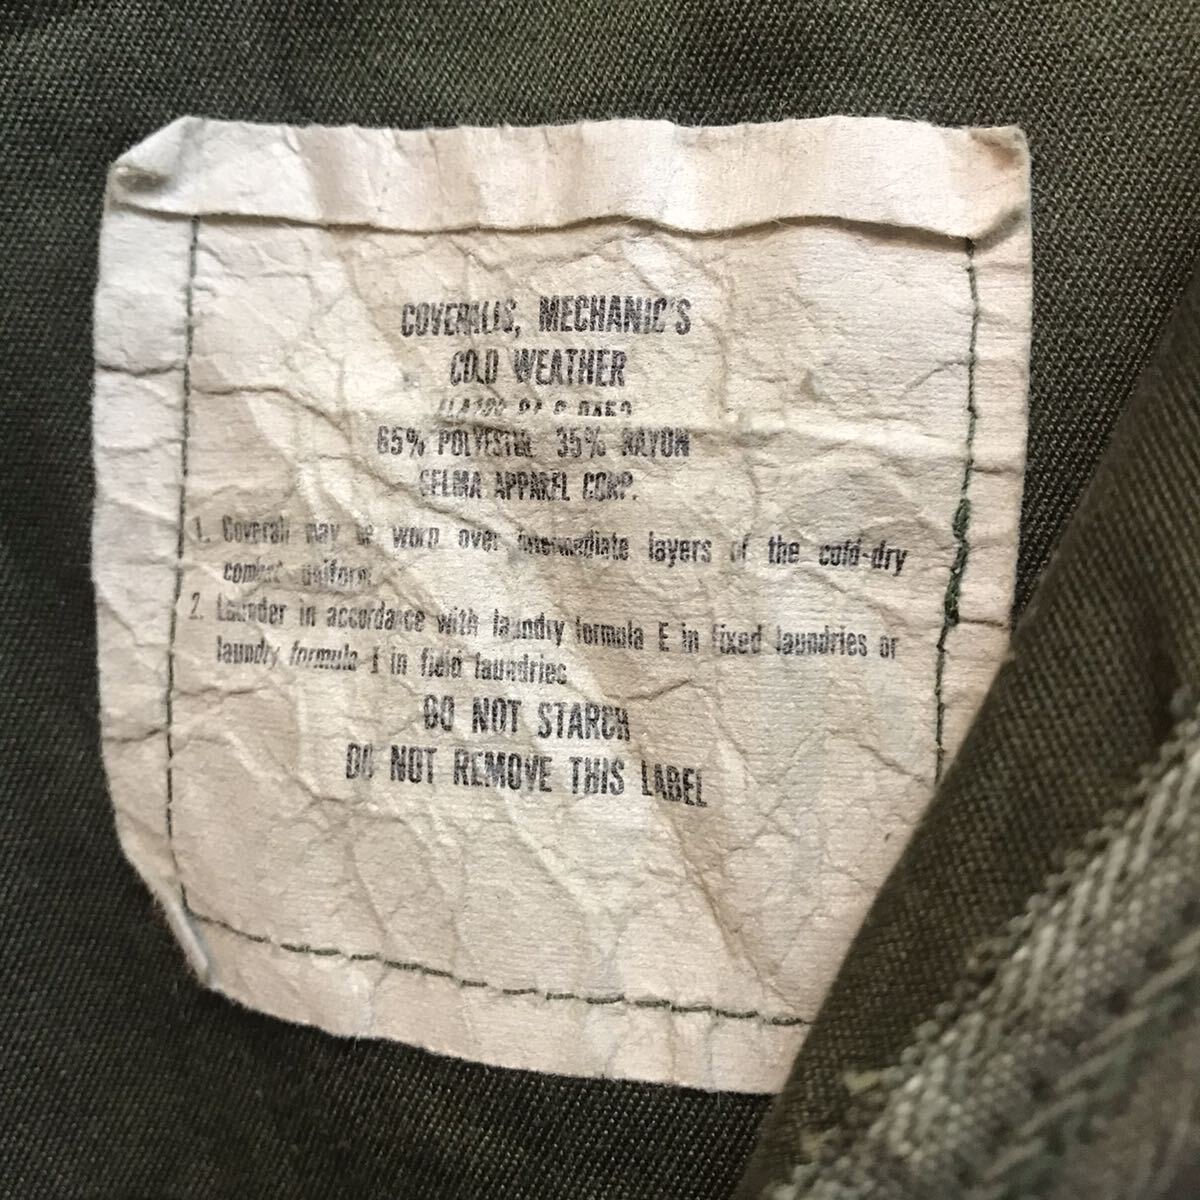 COVERALLS, MECHANIC'S
COLD WEATHER
65% POLYESTER 35% RAYON
SELMA APPAREL CORP.
1. Coverall may be worn over intermediate layers of the cold-dry
combat uniform.
2. Launder in accordance with laundry formula E in fixed laundries or
laundry formula I in field laundries
DO NOT STARCH
DO NOT REMOVE THIS LABEL